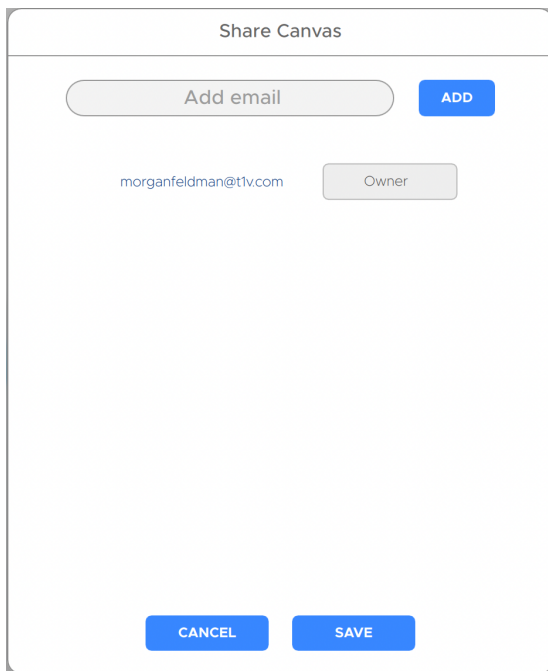 Share Canvas
Add email
ADD
morganfeldman@t1v.com
Owner
CANCEL
SAVE